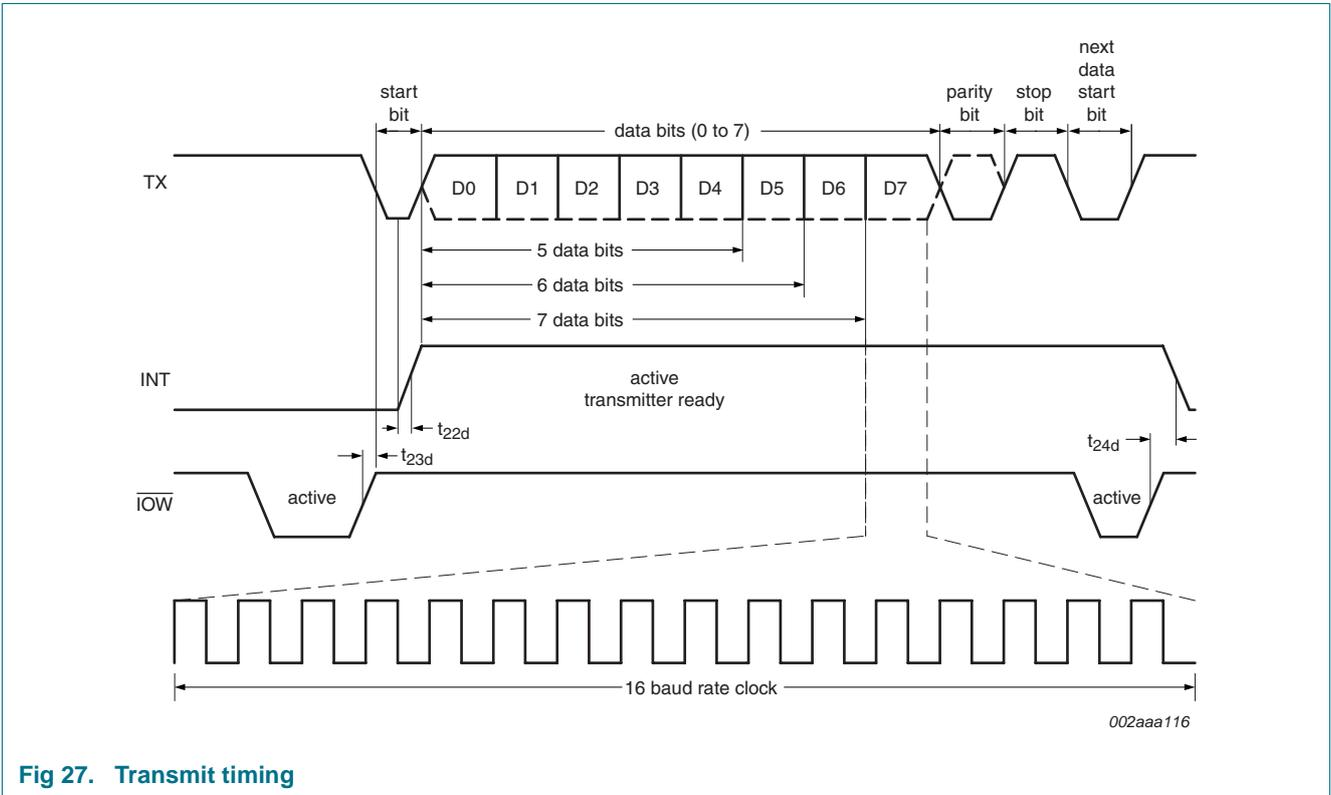 next
data
start
bit
start
bit
parity
bit
stop
bit
data bits (0 to 7)
TX
D0 D1 D2 D3 D4 D5 D6 D7
5 data bits
6 data bits
7 data bits
INT
active
transmitter ready
t22d
t23d
t24d
IOW
active
active
16 baud rate clock
002aaa116
Fig 27. Transmit timing